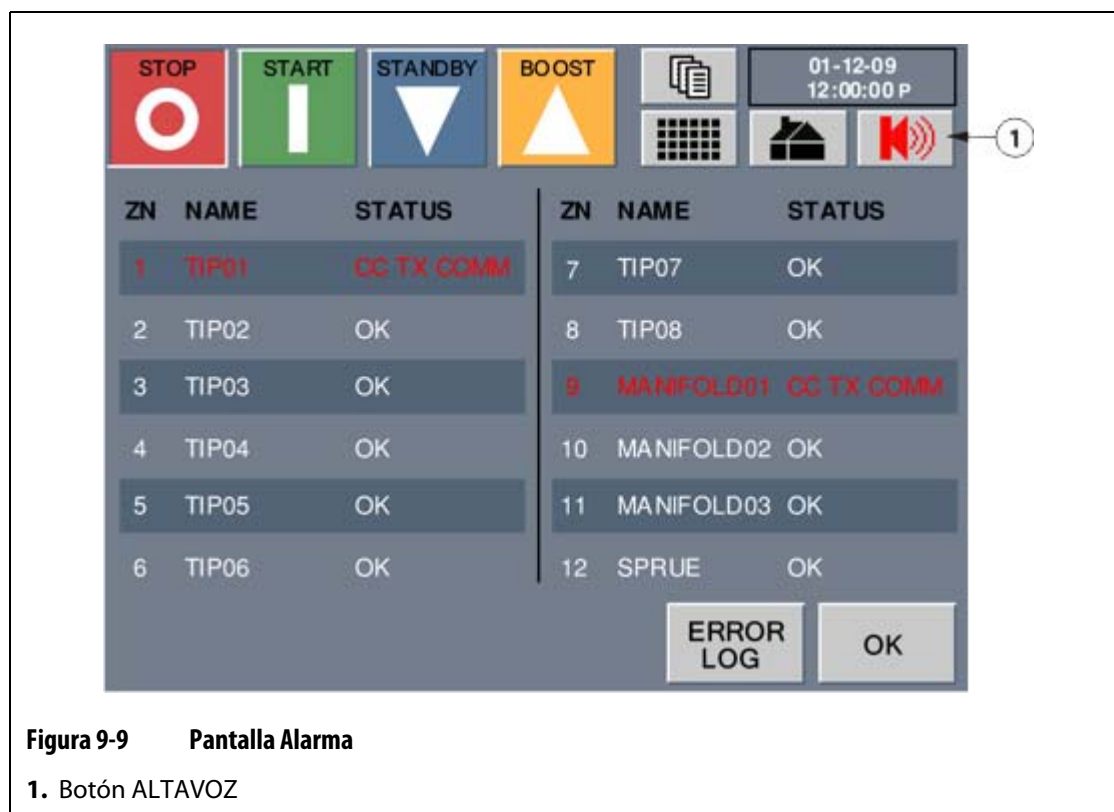 STOP START STANDBY BOOST
01-12-09
12:00:00 P
1
ZN NAME STATUS ZN NAME STATUS
1 TIP01 CC TX COMM 7 TIP07 OK
2 TIP02 OK 8 TIP08 OK
3 TIP03 OK 9 MANIFOLD01 CC TX COMM
4 TIP04 OK 10 MANIFOLD02 OK
5 TIP05 OK 11 MANIFOLD03 OK
6 TIP06 OK 12 SPRUE OK
ERROR
LOG OK
Figura 9-9 Pantalla Alarma
1. Botón ALTAVOZ